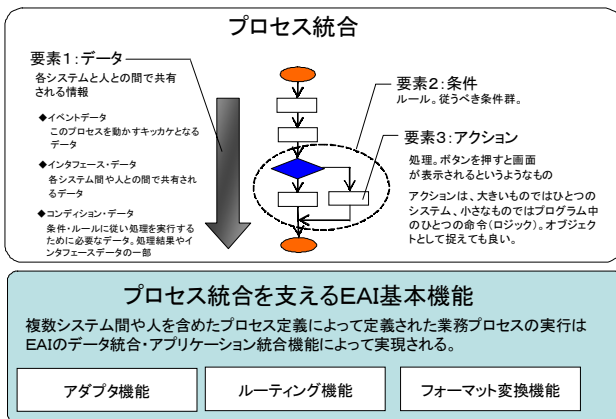 プロセス統合
要素1:データ
各システムと人との間で共有
される情報
◆イベントデータ
このプロセスを動かすキッカケとなる
データ
◆インタフェース・データ
各システム間や人との間で共有され
るデータ
◆コンディション・データ
条件・ルールに従い処理を実行する
ために必要なデータ。処理結果やイ
ンタフェースデータの一部
要素2:条件
ルール。従うべき条件群。
要素3:アクション
処理。ボタンを押すと画面
が表示されるというようなもの
アクションは、大きいものではひとつの
システム、小さなものではプログラム中
のひとつの命令(ロジック)。オブジェク
トとして捉えても良い。
プロセス統合を支えるEAI基本機能
複数システム間や人を含めたプロセス定義によって定義された業務プロセスの実行は
EAIのデータ統合・アプリケーション統合機能によって実現される。
アダプタ機能
ルーティング機能
フォーマット変換機能